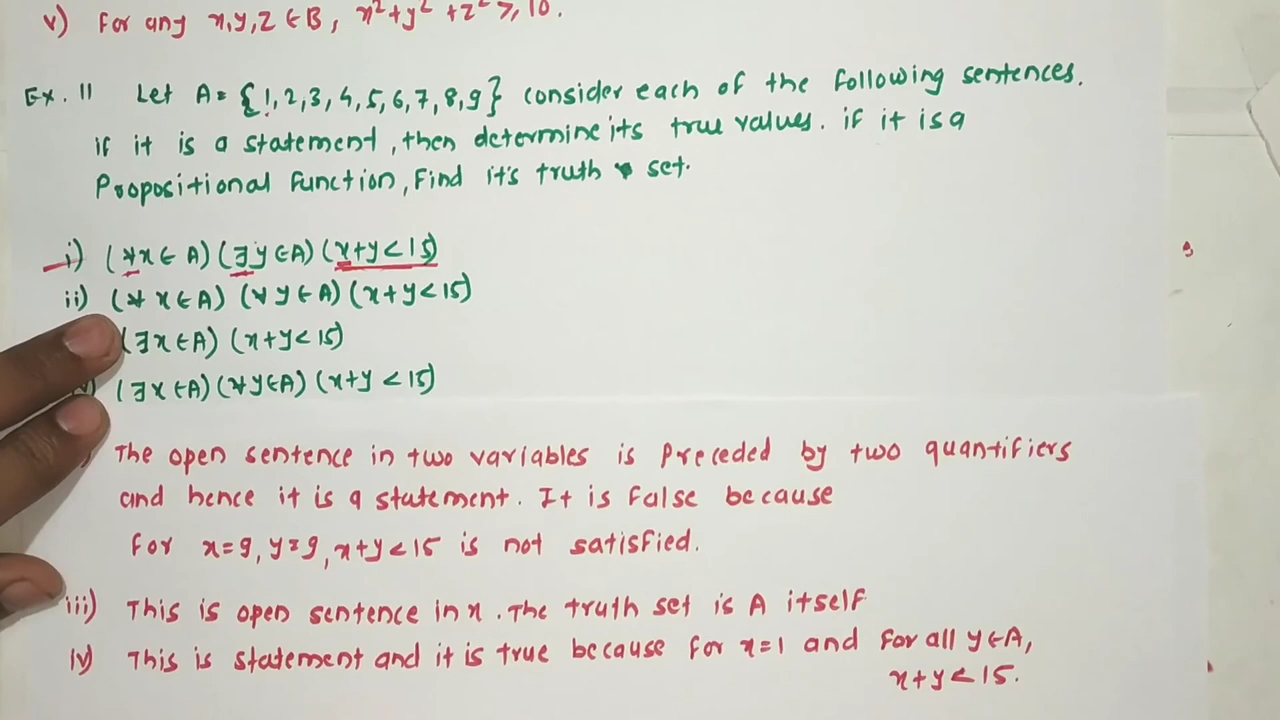 v) For any x,y,z ∈ B, x²+y²+z² ≥ 10.
Ex. 11 Let A = {1,2,3,4,5,6,7,8,9} consider each of the following sentences.
if it is a statement, then determine its true values. if it is a
Propositional function, Find it's truth set.
i) (∀x ∈ A) (∃y ∈ A) (x+y < 15)
ii) (∀ x ∈ A) (∀ y ∈ A) (x+y < 15)
(∃x ∈ A) (x+y < 15)
(∃x ∈ A) (∀y ∈ A) (x+y < 15)
The open sentence in two variables is preceded by two quantifiers
and hence it is a statement. It is false because
For x=9, y=9, x+y < 15 is not satisfied.
iii) This is open sentence in x. The truth set is A itself
iv) This is statement and it is true because for x=1 and for all y ∈ A,
x+y < 15.